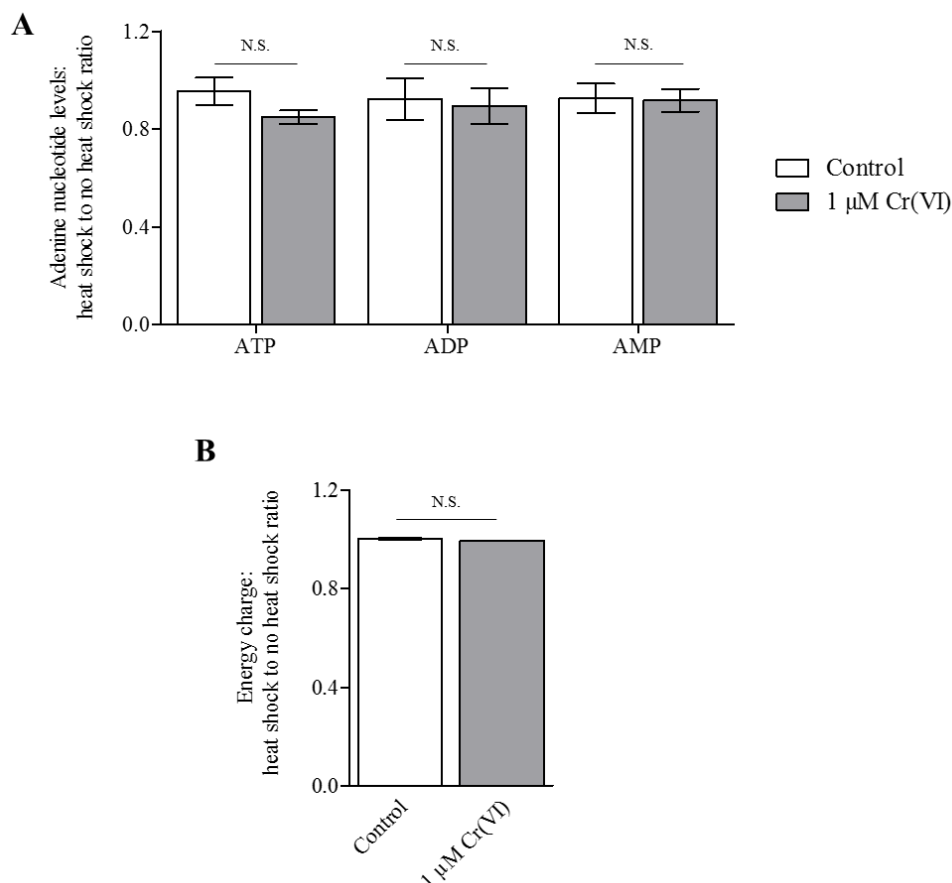 A
Adenine nucleotide levels:
heat shock to no heat shock ratio
1.2
0.8
0.4
0.0
N.S.
N.S.
N.S.
ATP
ADP
AMP
Control
1 μM Cr(VI)
B
Energy charge:
heat shock to no heat shock ratio
1.2
0.8
0.4
0.0
N.S.
Control
1 μM Cr(VI)